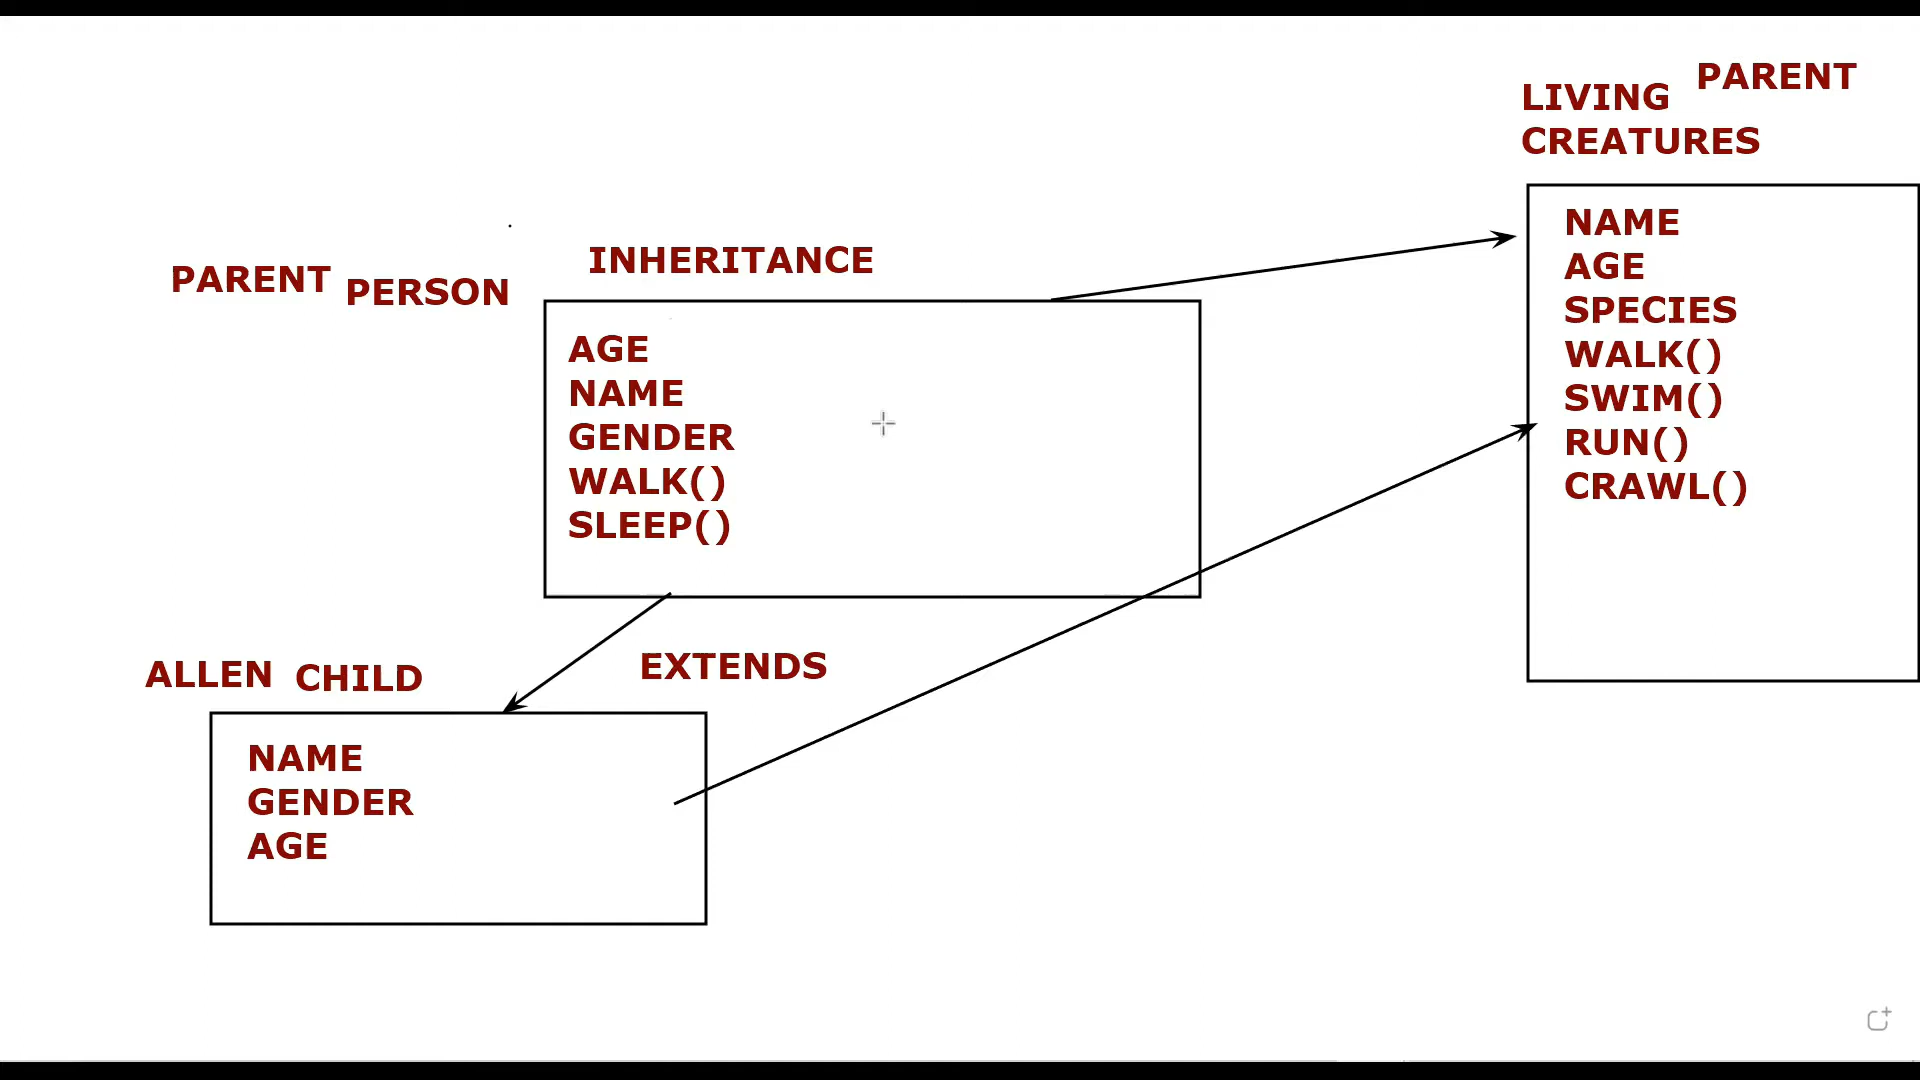 PARENT
LIVING
CREATURES
NAME
AGE
SPECIES
WALK()
SWIM()
RUN()
CRAWL()
INHERITANCE
PARENT PERSON
AGE
NAME
GENDER
WALK()
SLEEP()
EXTENDS
ALLEN CHILD
NAME
GENDER
AGE